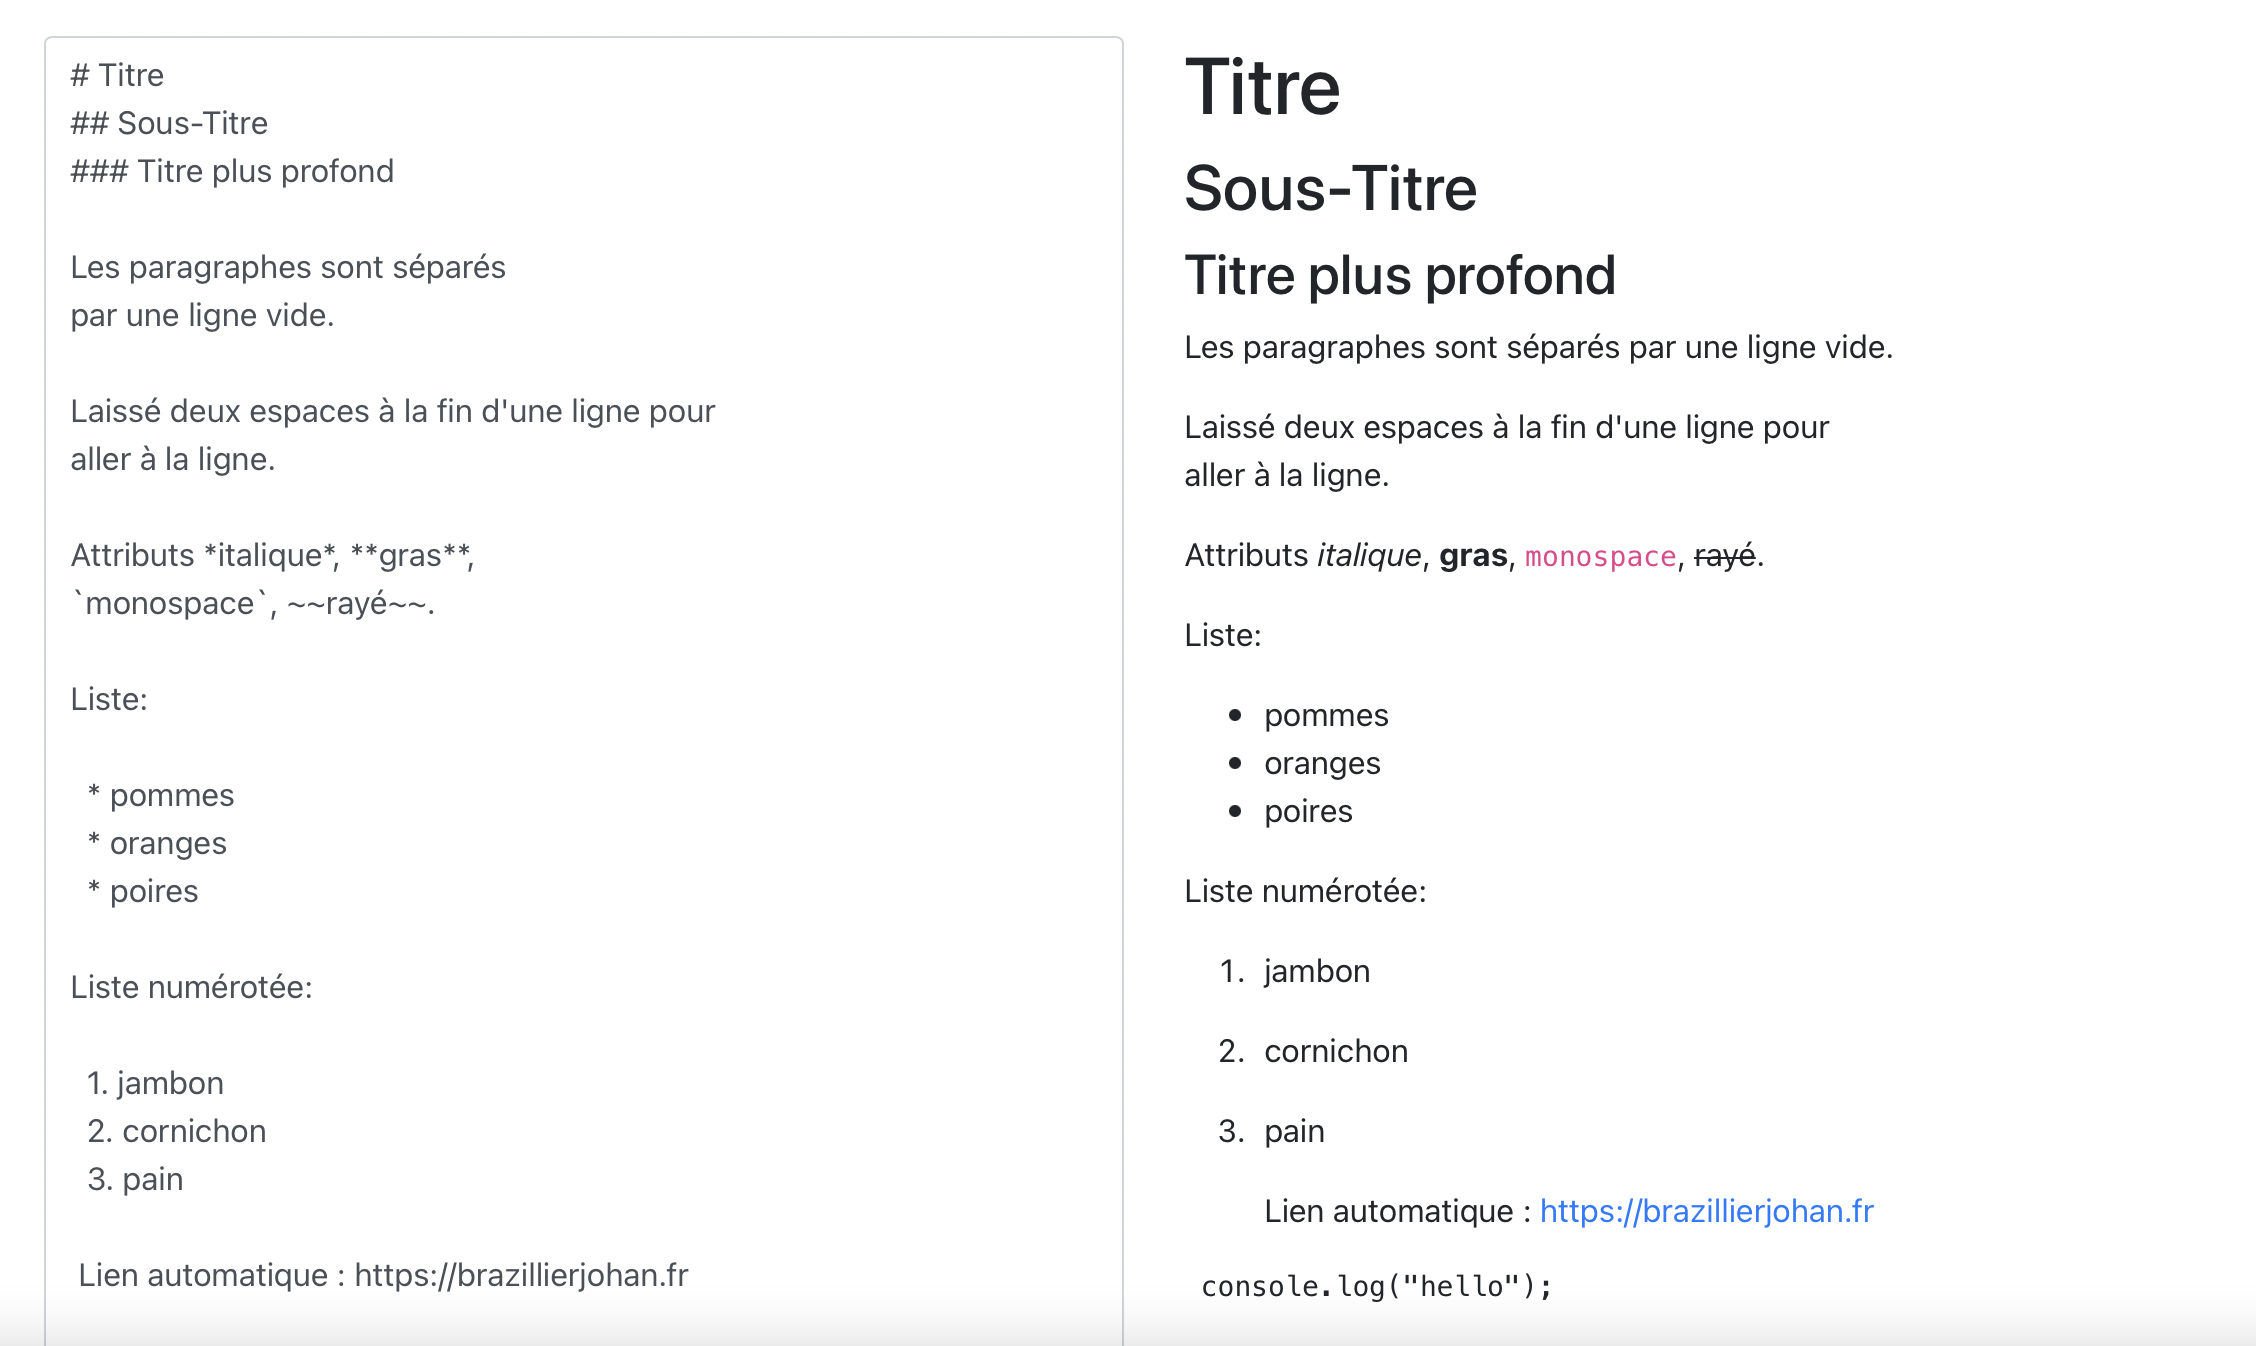 # Titre
## Sous-Titre
### Titre plus profond
Les paragraphes sont séparés
par une ligne vide.
Laissé deux espaces à la fin d'une ligne pour
aller à la ligne.
Attributs *italique*, **gras**,
`monospace`, ~~rayé~~.
Liste:
* pommes
* oranges
* poires
Liste numérotée:
1. jambon
2. cornichon
3. pain
Lien automatique : https://brazillierjohan.fr
Titre
Sous-Titre
Titre plus profond
Les paragraphes sont séparés par une ligne vide.
Laissé deux espaces à la fin d'une ligne pour
aller à la ligne.
Attributs italique, gras, monospace, rayé.
Liste:
• pommes
• oranges
• poires
Liste numérotée:
1. jambon
2. cornichon
3. pain
Lien automatique : https://brazillierjohan.fr
console.log("hello");